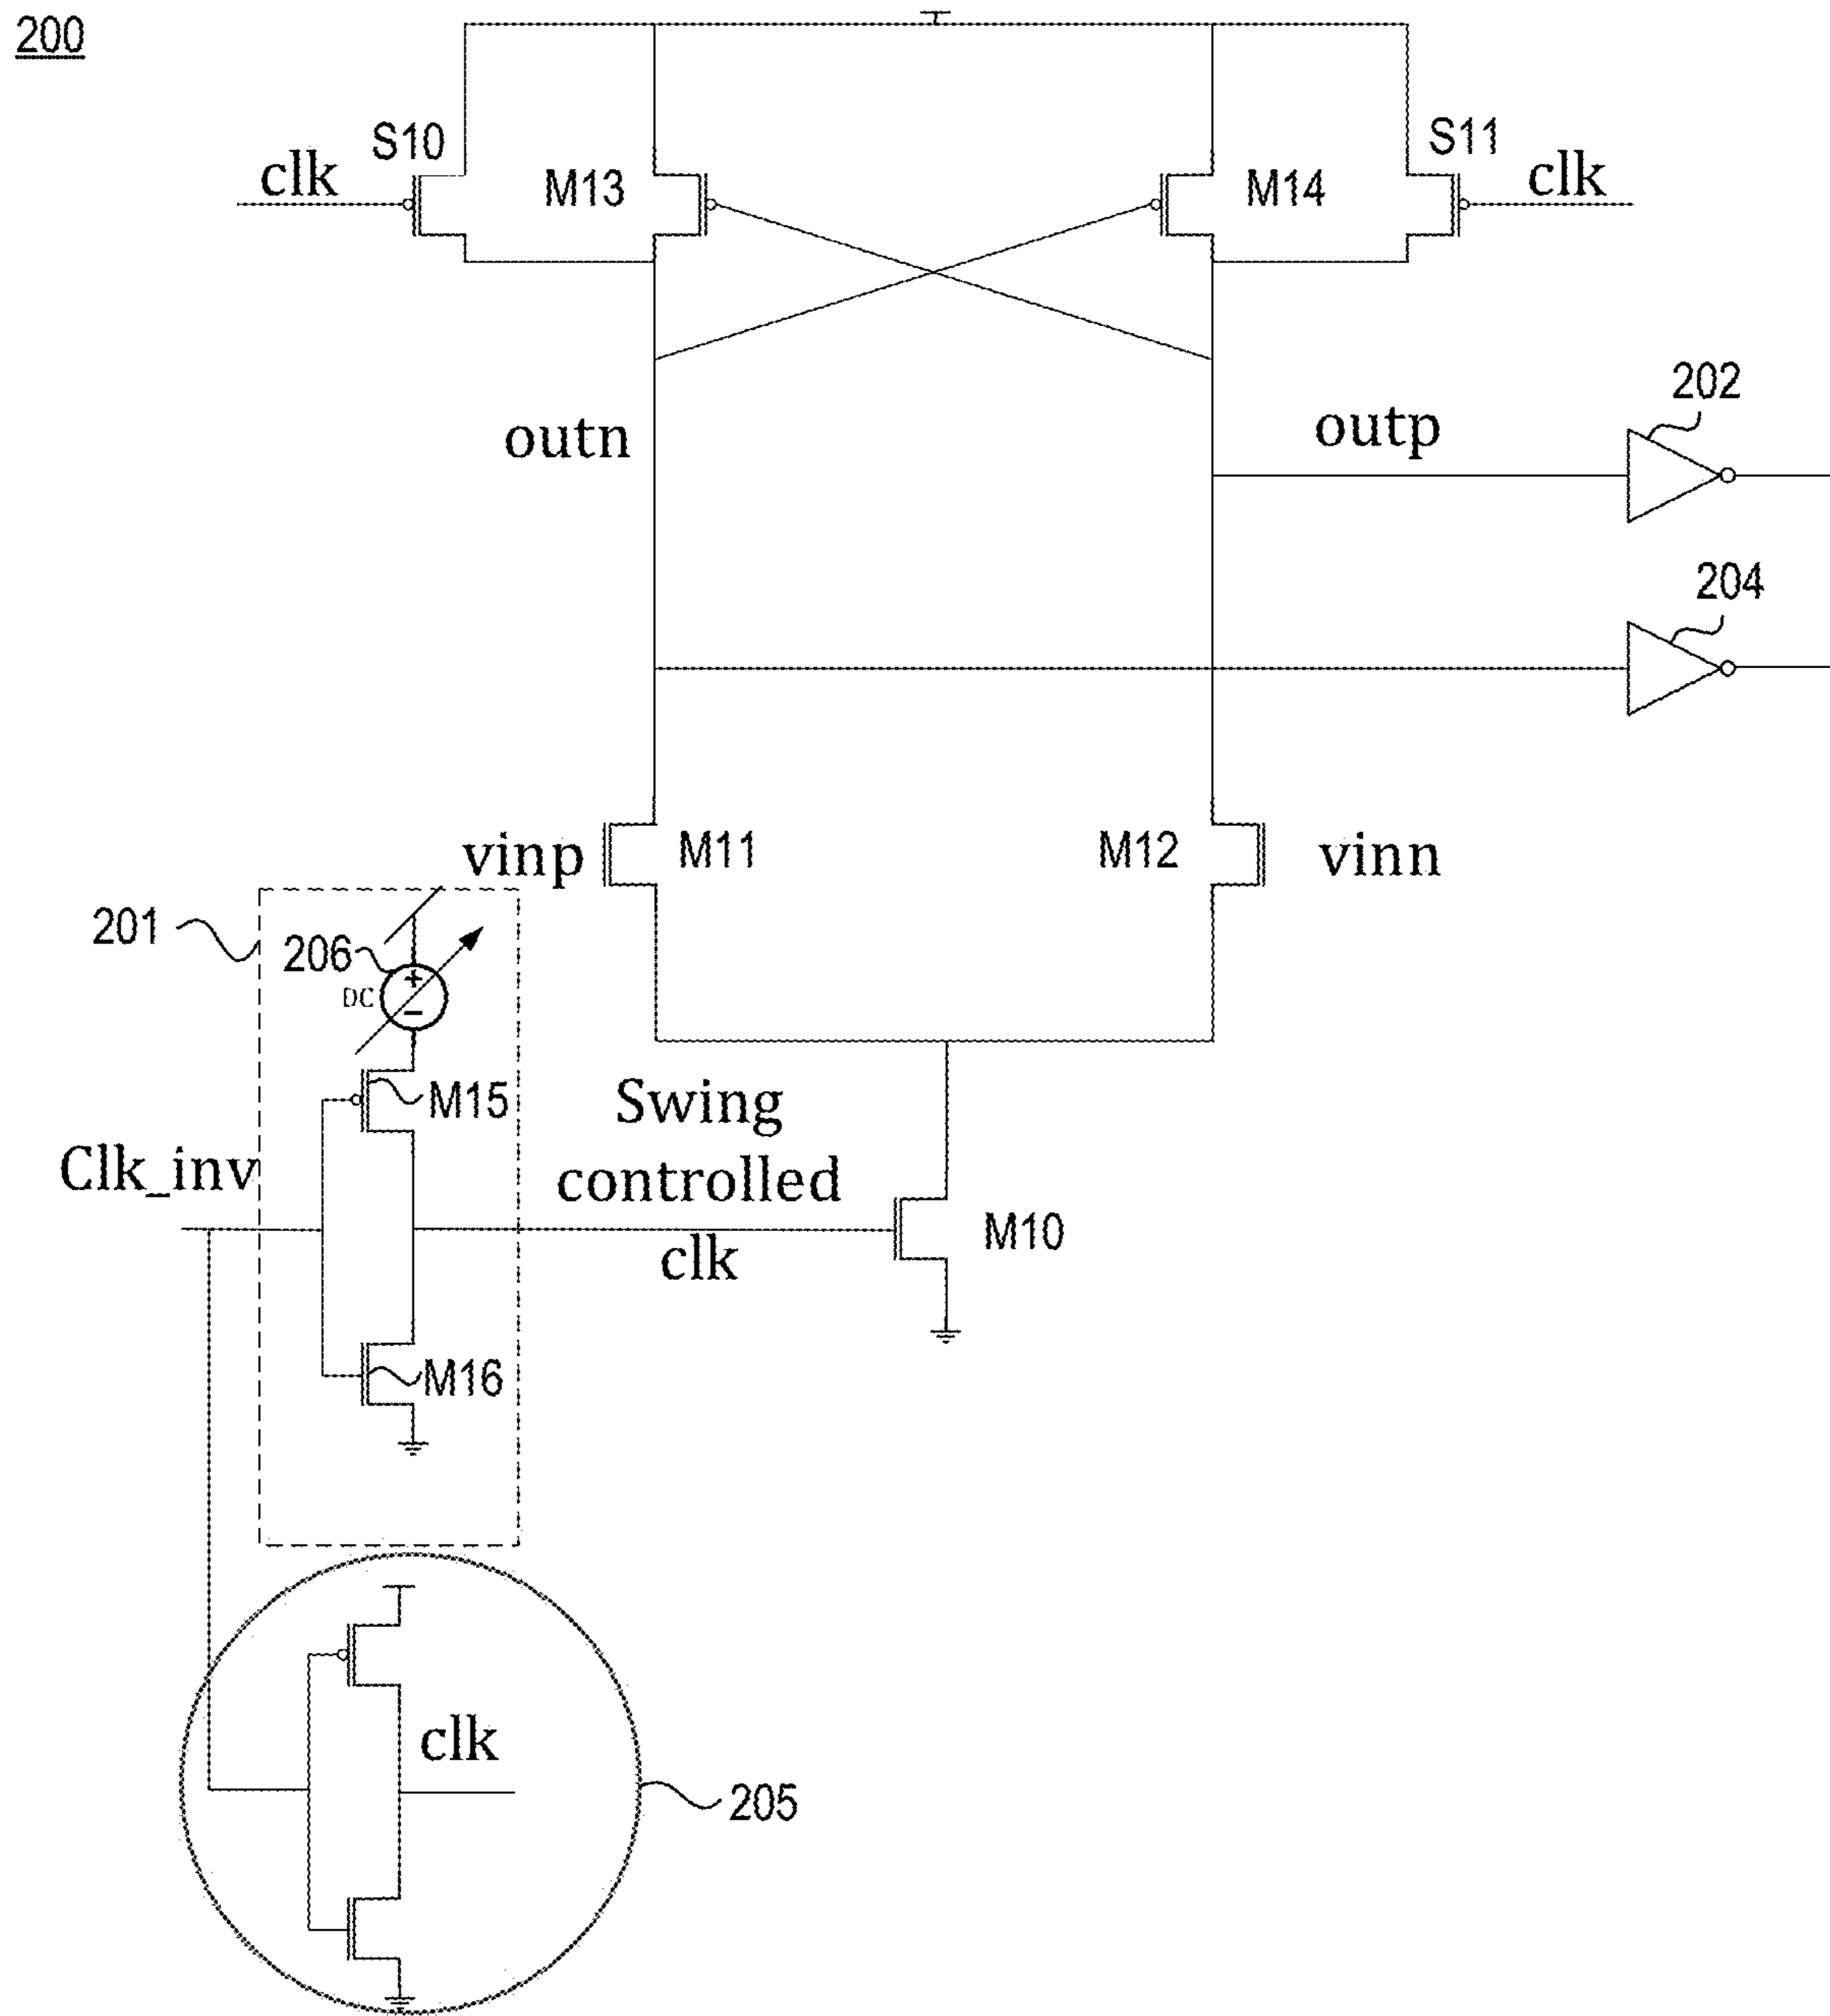 200
S10
S11
clk
M13
M14
clk
outn
outp
202
204
vinp
M11
M12
vinn
201
206
+
DC
−
M15
Swing
controlled
clk
Clk_inv
M10
M16
clk
205